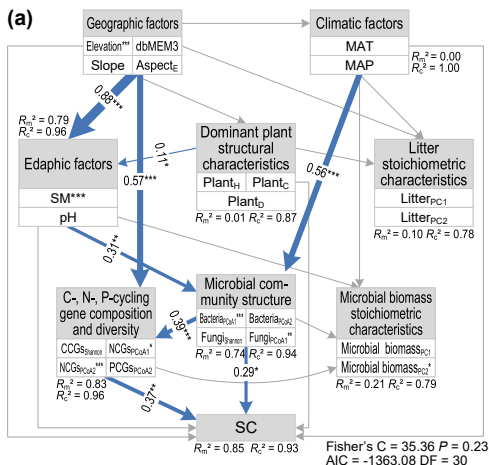 (a)
Geographic factors
Elevation*** dbMEM3
Slope Aspect_E
Climatic factors
MAT
MAP
R_m² = 0.00
R_c² = 1.00
0.88***
R_m² = 0.79
R_c² = 0.96
Edaphic factors
SM***
pH
0.11*
0.57***
Dominant plant
structural
characteristics
Plant_H Plant_C
Plant_D
R_m² = 0.01 R_c² = 0.87
0.56***
Litter
stoichiometric
characteristics
Litter_PC1
Litter_PC2
R_m² = 0.10 R_c² = 0.78
0.31**
C-, N-, P-cycling
gene composition
and diversity
CCGs_Shannon NCGs_PCoA1*
NCGs_PCoA2*** PCGs_PCoA2
R_m² = 0.83
R_c² = 0.96
0.39***
Microbial com-
munity structure
Bacteria_PCoA1*** Bacteria_PCoA2
Fungi_Shannon Fungi_PCoA1**
R_m² = 0.74 R_c² = 0.94
Microbial biomass
stoichiometric
characteristics
Microbial biomass_PC1
Microbial biomass_PC2*
R_m² = 0.21 R_c² = 0.79
0.37**
0.29*
SC
R_m² = 0.85 R_c² = 0.93
Fisher's C = 35.36 P = 0.23
AIC = -1363.08 DF = 30